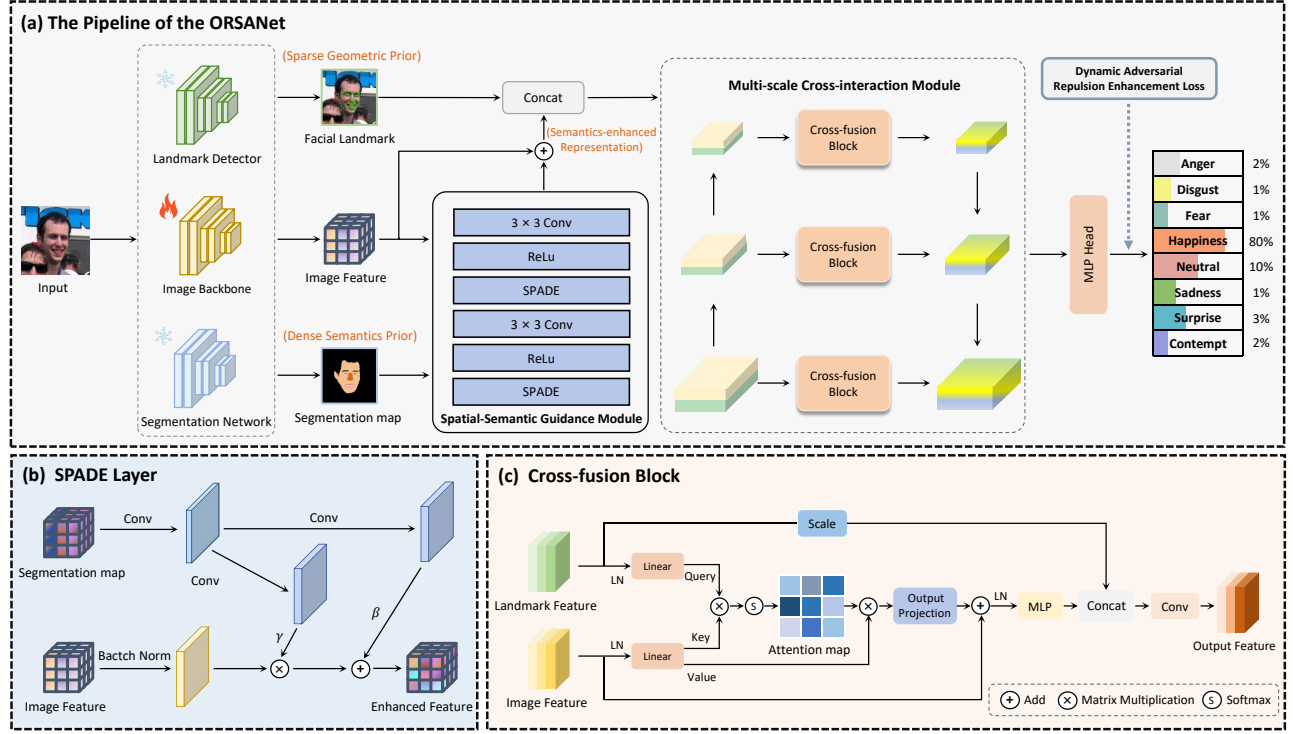 (a) The Pipeline of the ORSANet
(Sparse Geometric Prior)
Landmark Detector
Facial Landmark
Concat
(Semantics-enhanced
Representation)
Input
Image Backbone
Image Feature
3 × 3 Conv
ReLu
SPADE
3 × 3 Conv
ReLu
SPADE
Spatial-Semantic Guidance Module
(Dense Semantics Prior)
Segmentation Network
Segmentation map
Multi-scale Cross-interaction Module
Cross-fusion
Block
Cross-fusion
Block
Cross-fusion
Block
Dynamic Adversarial
Repulsion Enhancement Loss
MLP Head
Anger 2%
Disgust 1%
Fear 1%
Happiness 80%
Neutral 10%
Sadness 1%
Surprise 3%
Contempt 2%
(b) SPADE Layer
Conv
Conv
Segmentation map
Conv
γ
β
Bactch Norm
Image Feature
Enhanced Feature
(c) Cross-fusion Block
Scale
Landmark Feature
LN
Linear
Query
Key
Image Feature
LN
Linear
Value
S
Attention map
Output
Projection
LN
MLP
Concat
Conv
Output Feature
Add
Matrix Multiplication
S Softmax